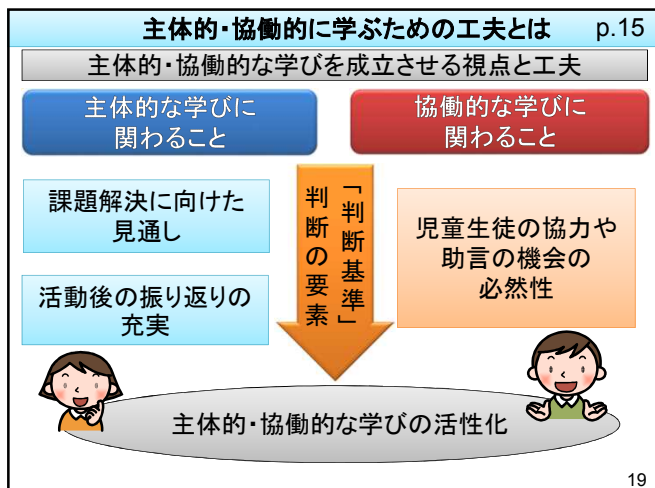 主体的・協働的に学ぶための工夫とは
p.15
主体的・協働的な学びを成立させる視点と工夫
主体的な学びに
関わること
協働的な学びに
関わること
課題解決に向けた
見通し
活動後の振り返りの
充実
「判断基準」
判断の要素
児童生徒の協力や
助言の機会の
必然性
主体的・協働的な学びの活性化
19